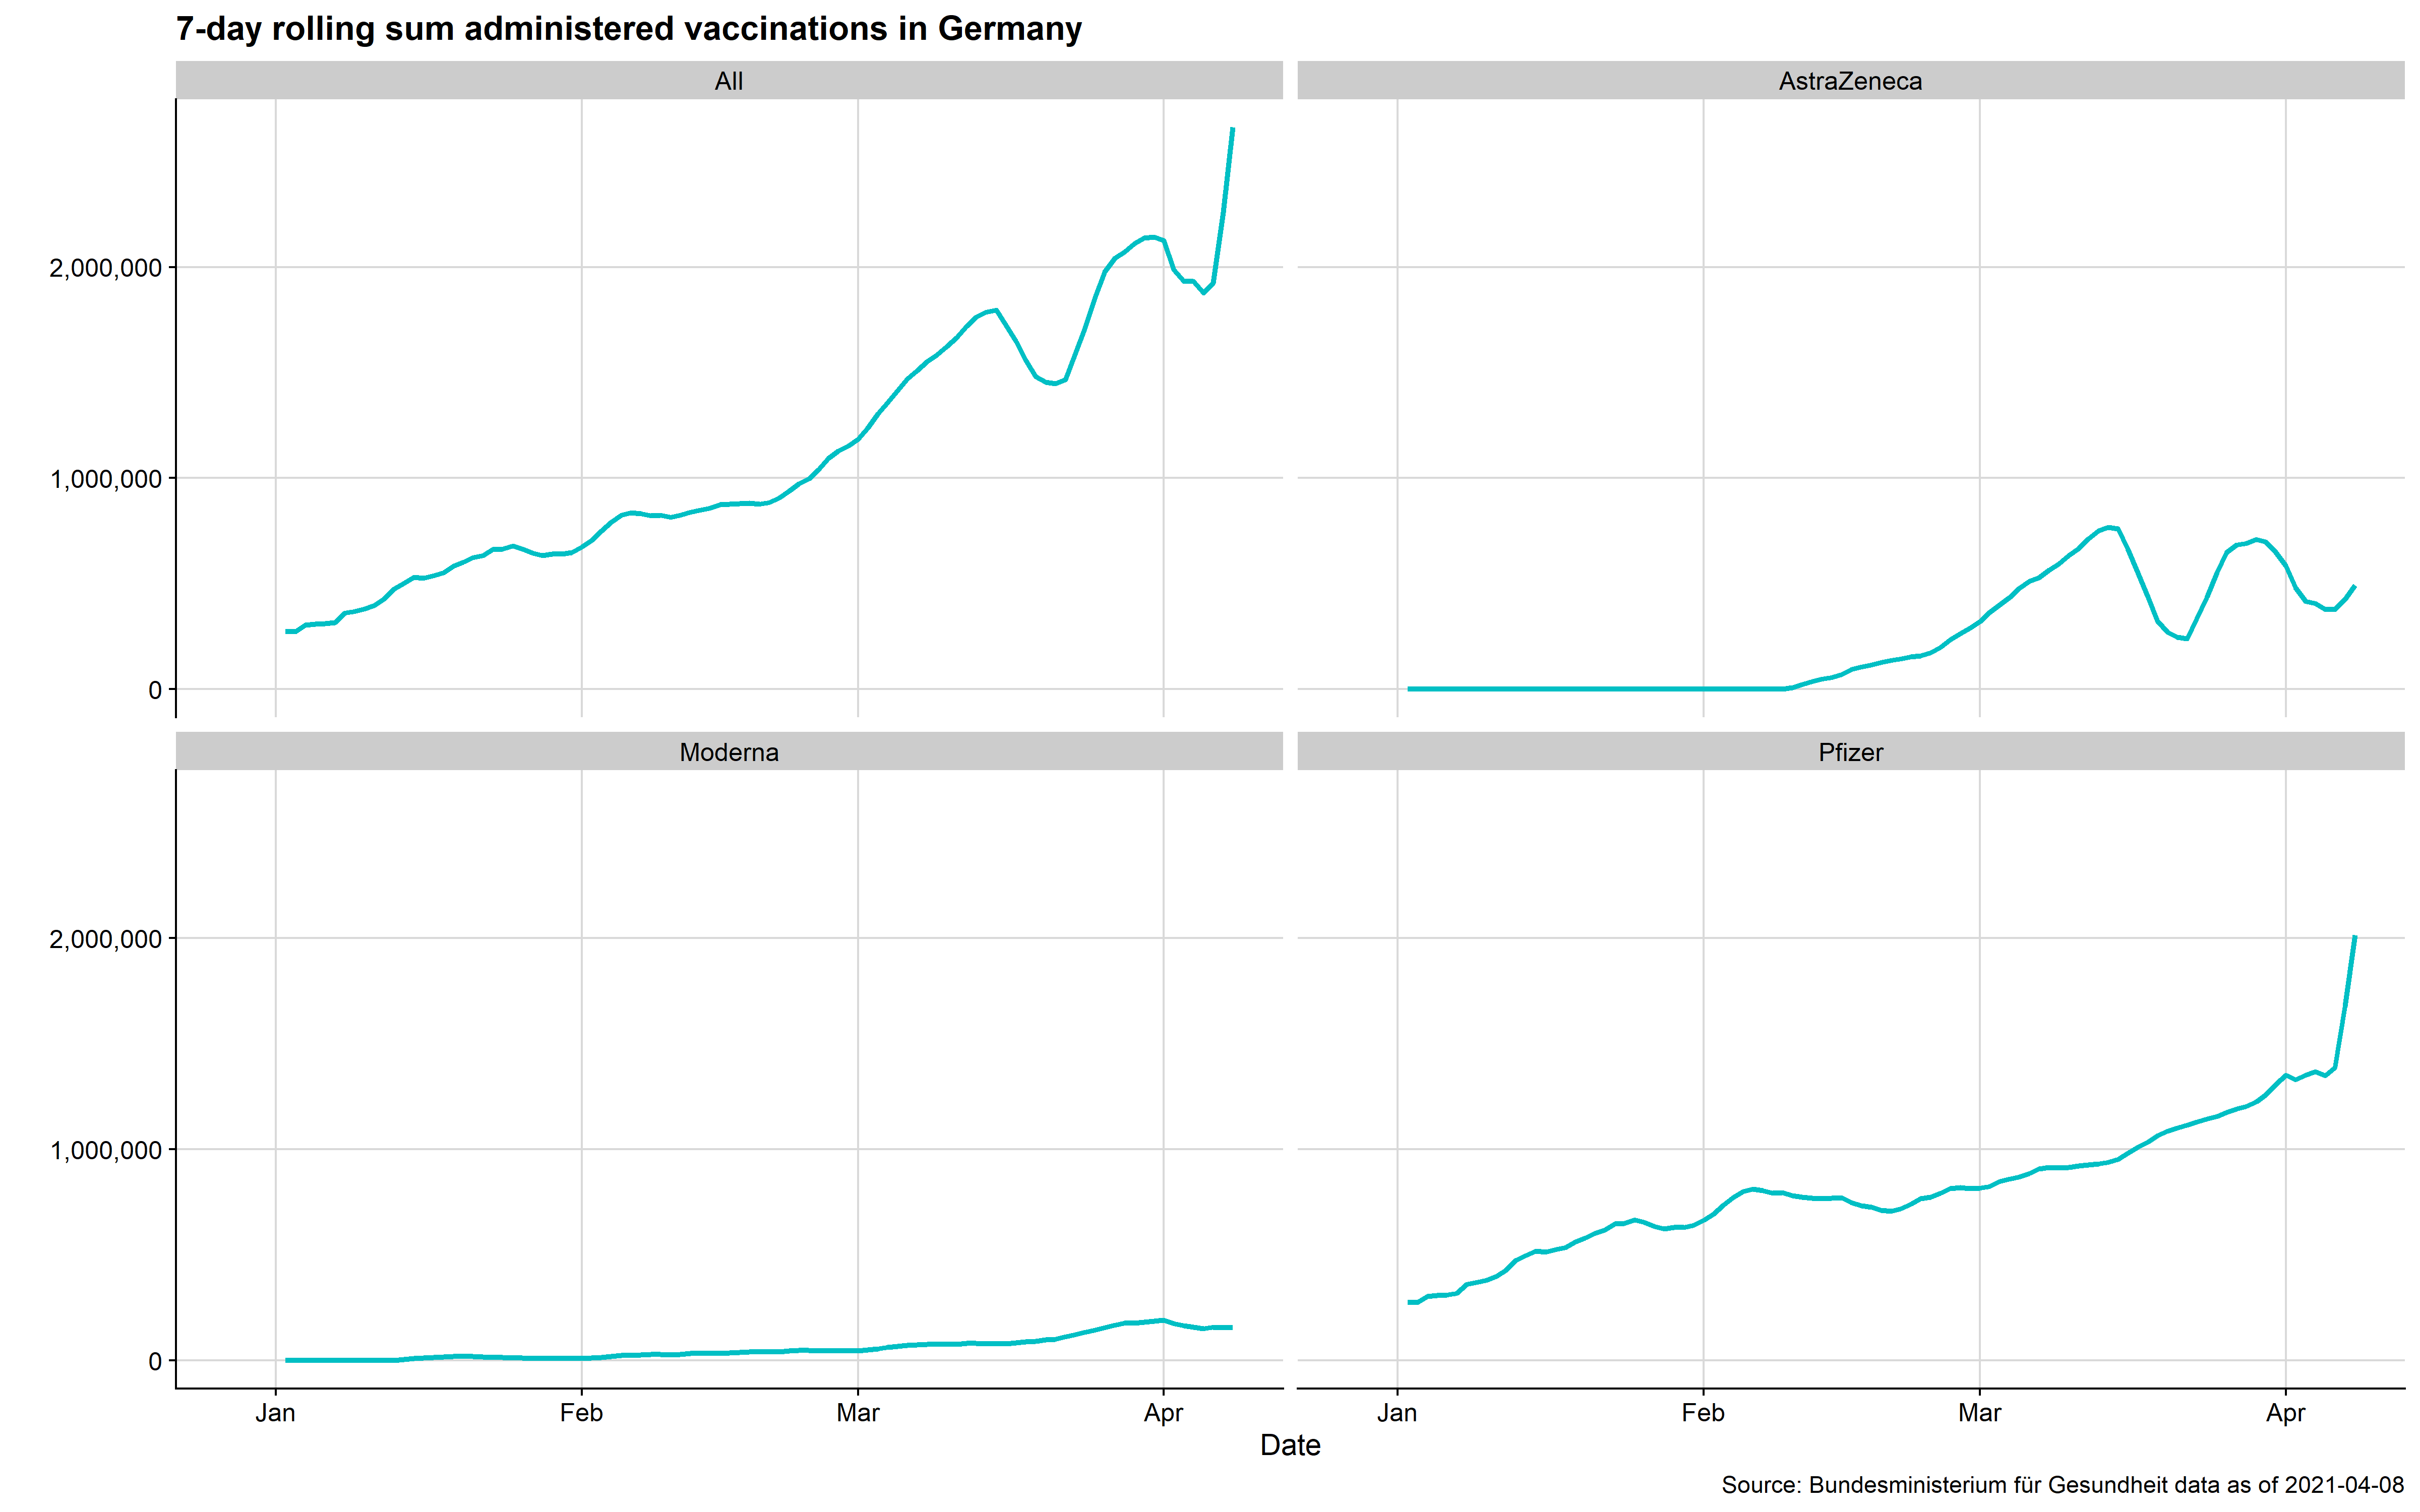 7-day rolling sum administered vaccinations in Germany
All
AstraZeneca
2,000,000
1,000,000
0
Moderna
Pfizer
2,000,000
1,000,000
0
Jan Feb Mar Apr
Jan Feb Mar Apr
Date
Source: Bundesministerium für Gesundheit data as of 2021-04-08